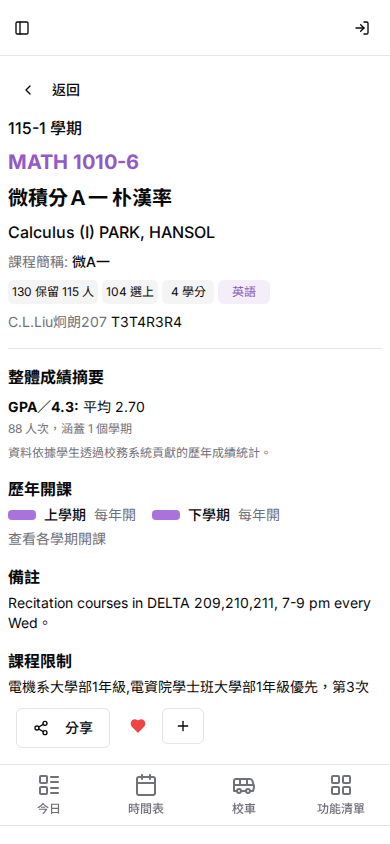 返回
115-1 學期
MATH 1010-6
微積分Ａ一 朴漢率
Calculus (I) PARK, HANSOL
課程簡稱: 微A一
130 保留 115 人 104 選上 4 學分 英語
C.L.Liu炯朗207 T3T4R3R4
整體成績摘要
GPA／4.3: 平均 2.70
88 人次，涵蓋 1 個學期
資料依據學生透過校務系統貢獻的歷年成績統計。
歷年開課
上學期 每年開 下學期 每年開
查看各學期開課
備註
Recitation courses in DELTA 209,210,211, 7-9 pm every
Wed。
課程限制
電機系大學部1年級,電資院學士班大學部1年級優先，第3次
分享
今日 時間表 校車 功能清單